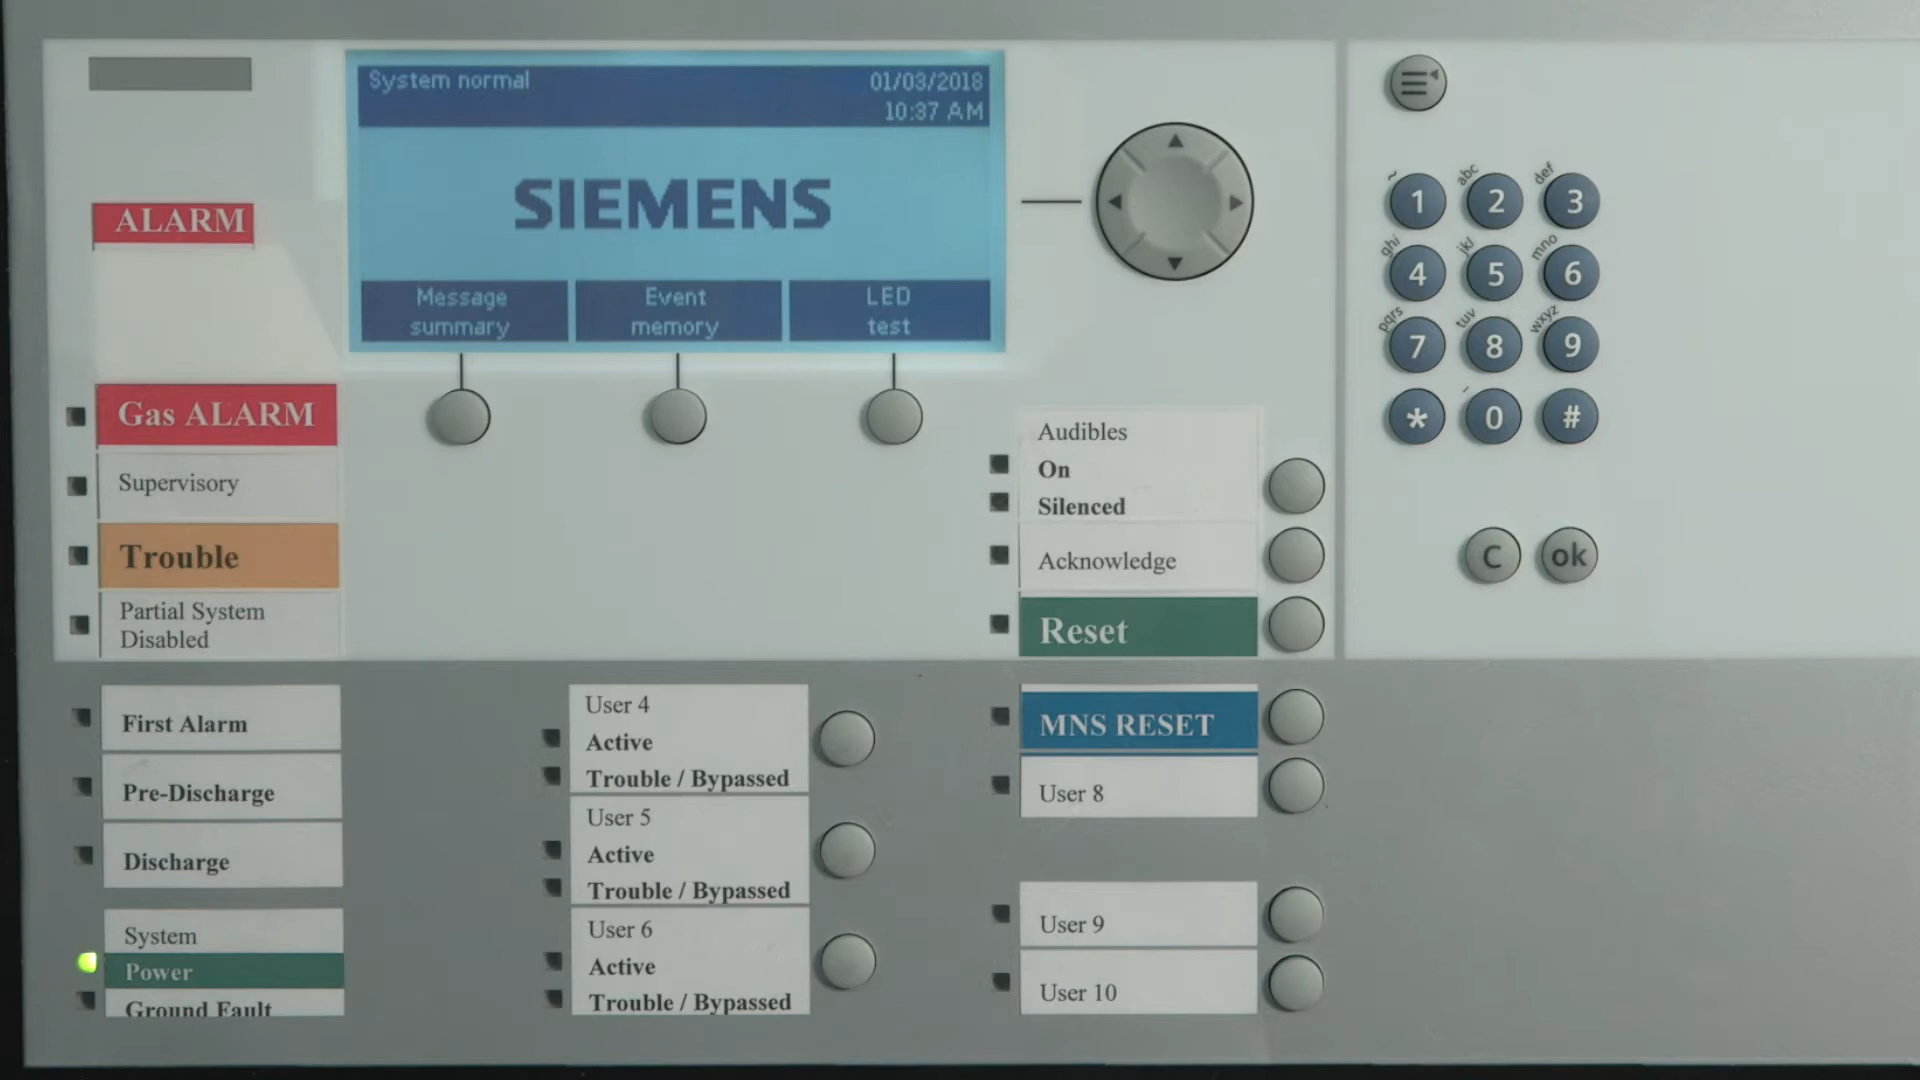 System normal
01/03/2018
10:37 AM
SIEMENS
Message summary
Event memory
LED test
ALARM
Gas ALARM
Supervisory
Trouble
Partial System
Disabled
Audibles
On
Silenced
Acknowledge
Reset
~
1
abc
2
def
3
ghi
4
jkl
5
mno
6
pqrs
7
tuv
8
wxyz
9
*
0
#
C
ok
First Alarm
Pre-Discharge
Discharge
System
Power
Ground Fault
User 4
Active
Trouble / Bypassed
User 5
Active
Trouble / Bypassed
User 6
Active
Trouble / Bypassed
MNS RESET
User 8
User 9
User 10